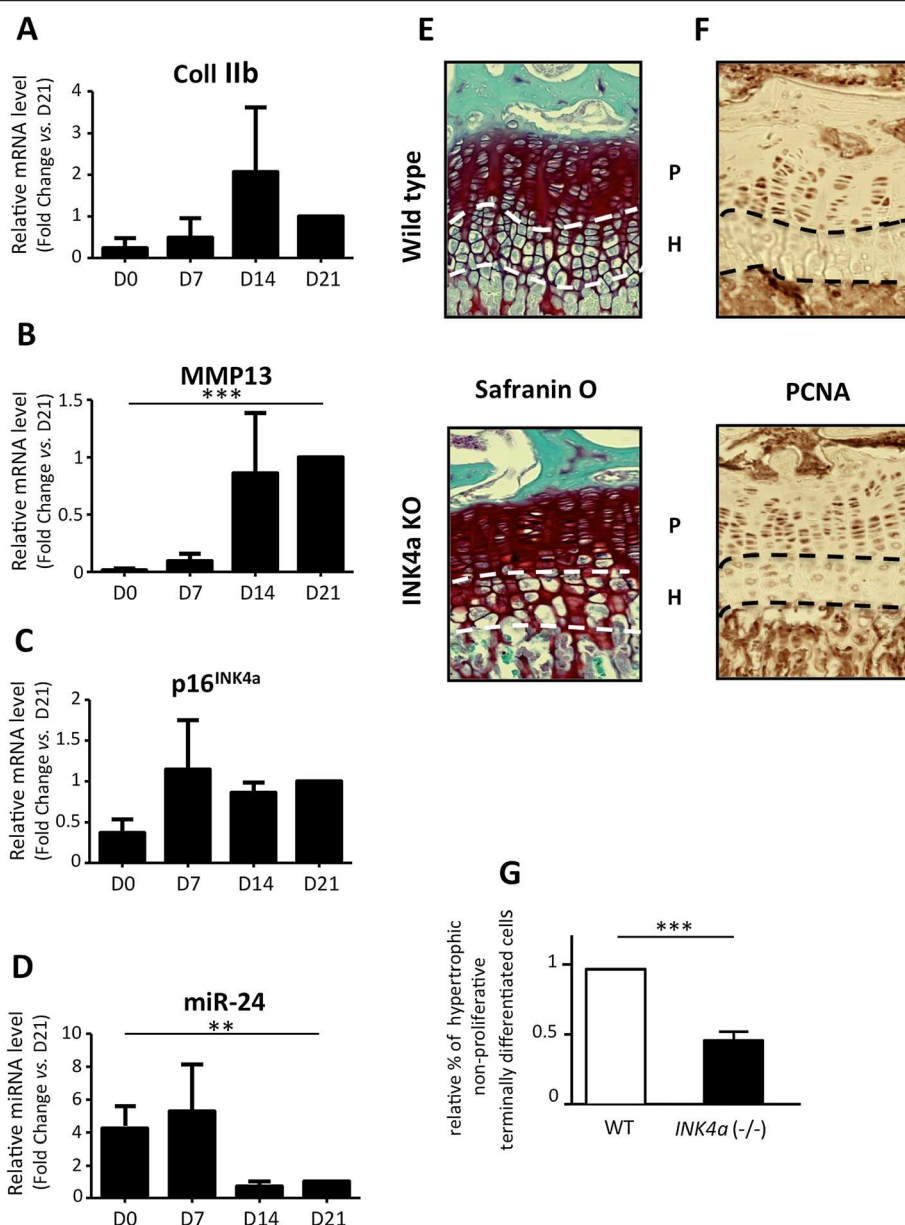 A
Coll IIb
Relative mRNA level
(Fold Change vs. D21)
4
3
2
1
0
D0 D7 D14 D21
B
MMP13
***
Relative mRNA level
(Fold Change vs. D21)
1.5
1
0.5
0
D0 D7 D14 D21
C
p16INK4a
Relative mRNA level
(Fold Change vs. D21)
2
1.5
1
0.5
0
D0 D7 D14 D21
D
miR-24
**
Relative miRNA level
(Fold Change vs. D21)
10
8
6
4
2
0
D0 D7 D14 D21
E
Wild type
Safranin O
INK4a KO
F
P
H
PCNA
P
H
G
***
relative % of hypertrophic
non-proliferative
terminally differentiated cells
1
0.5
0
WT INK4a (-/-)